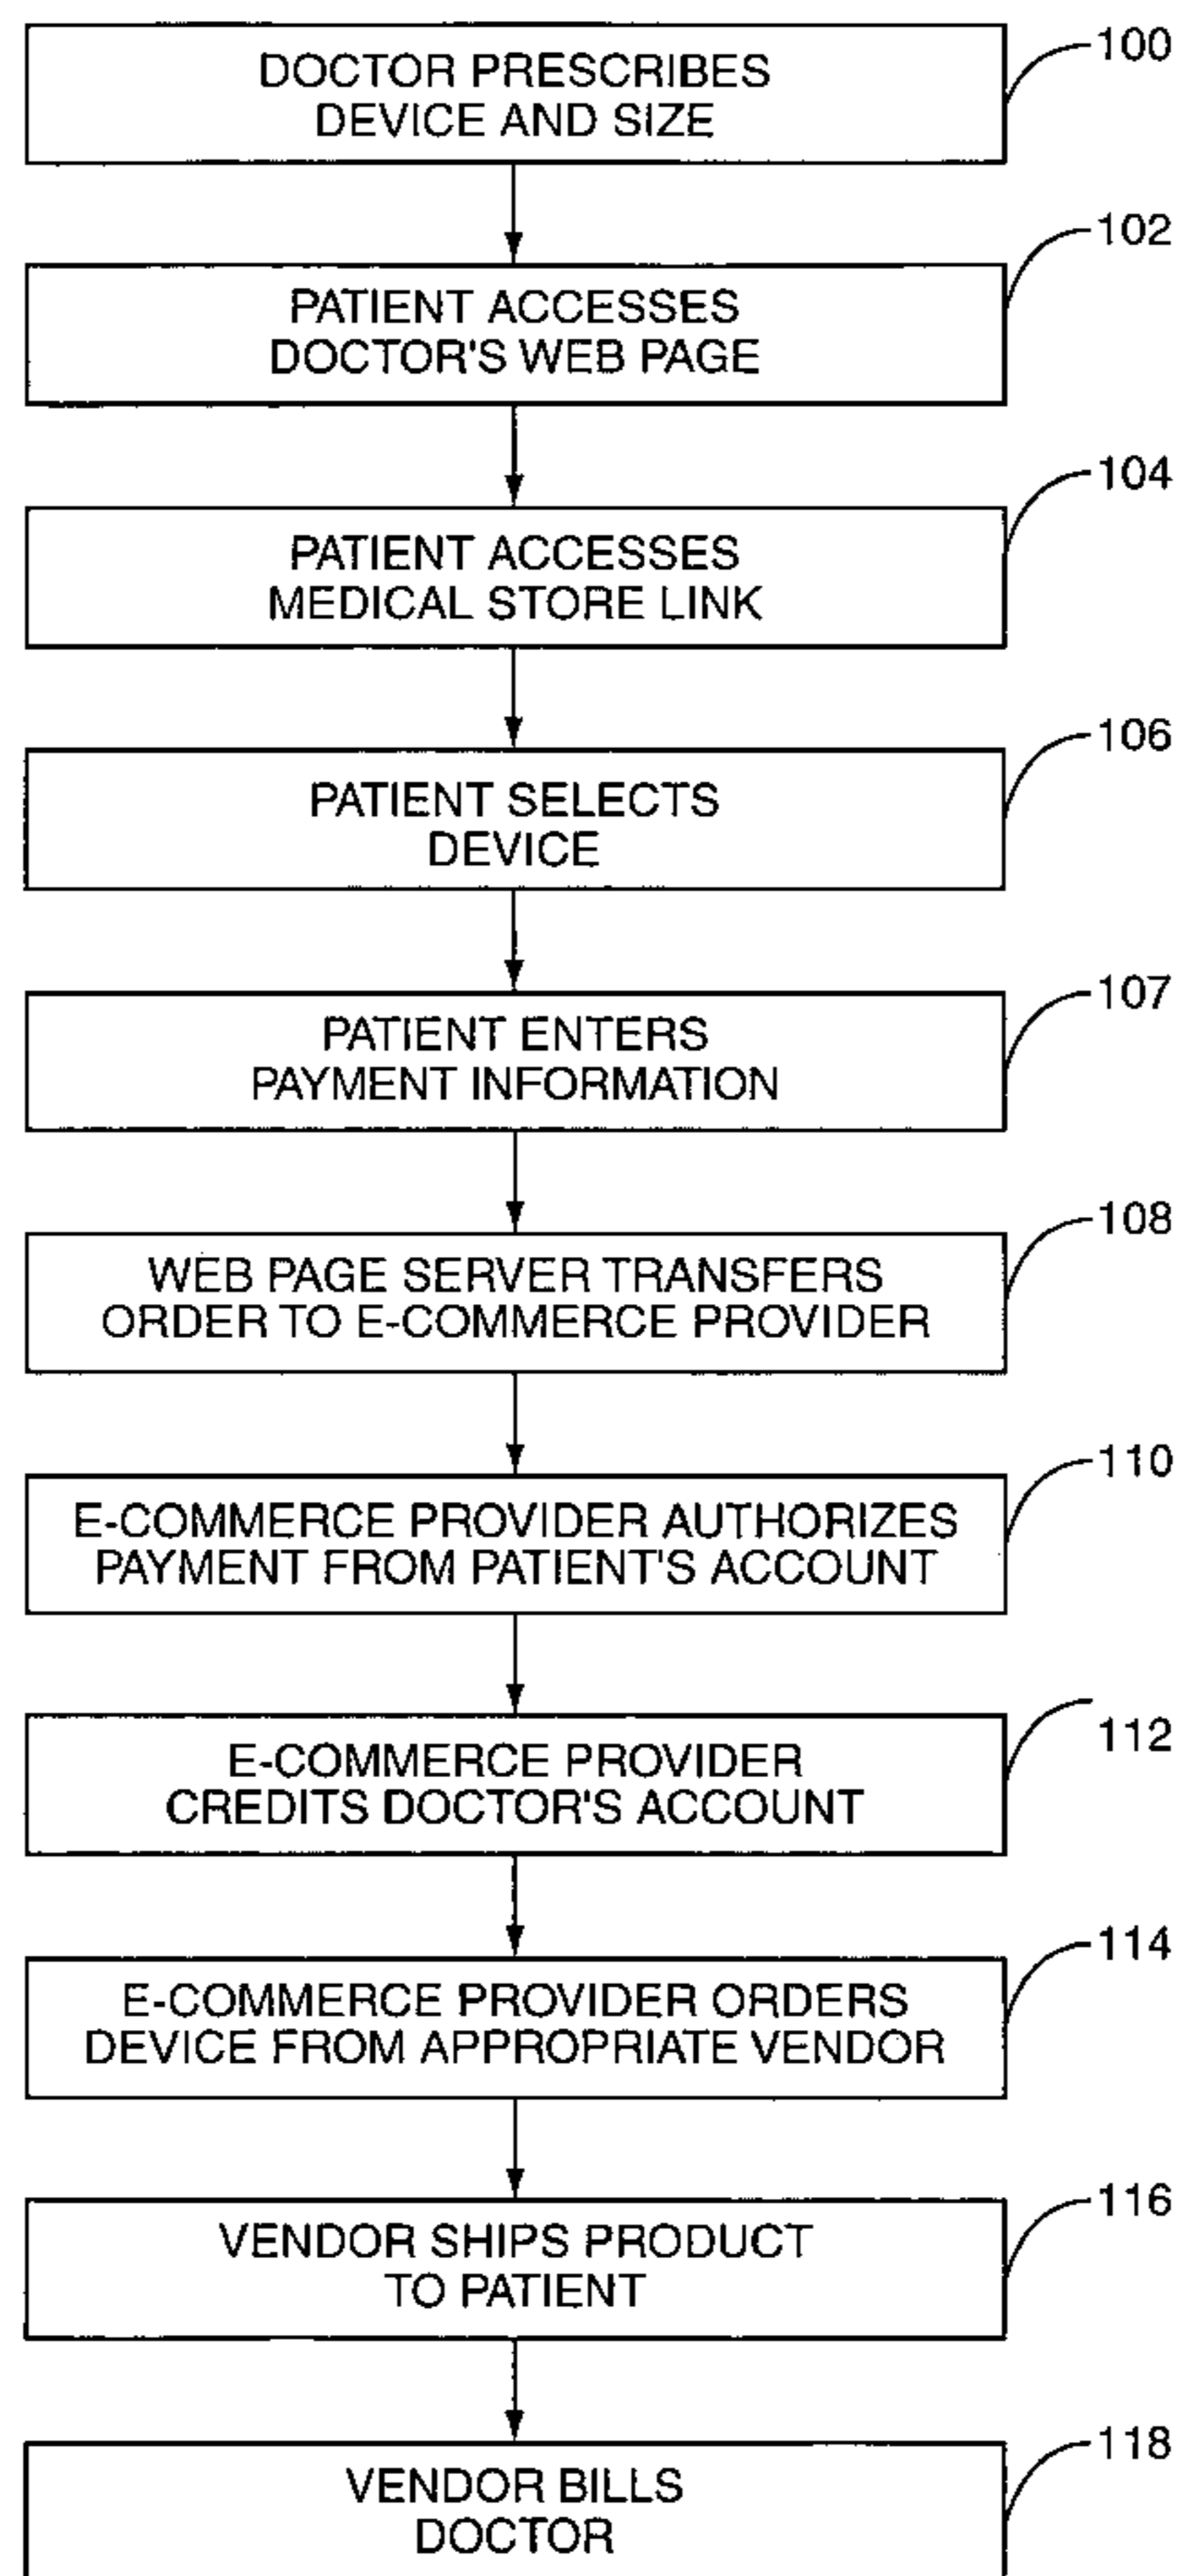 100
DOCTOR PRESCRIBES
DEVICE AND SIZE
102
PATIENT ACCESSES
DOCTOR'S WEB PAGE
104
PATIENT ACCESSES
MEDICAL STORE LINK
106
PATIENT SELECTS
DEVICE
107
PATIENT ENTERS
PAYMENT INFORMATION
108
WEB PAGE SERVER TRANSFERS
ORDER TO E-COMMERCE PROVIDER
110
E-COMMERCE PROVIDER AUTHORIZES
PAYMENT FROM PATIENT'S ACCOUNT
112
E-COMMERCE PROVIDER
CREDITS DOCTOR'S ACCOUNT
114
E-COMMERCE PROVIDER ORDERS
DEVICE FROM APPROPRIATE VENDOR
116
VENDOR SHIPS PRODUCT
TO PATIENT
118
VENDOR BILLS
DOCTOR